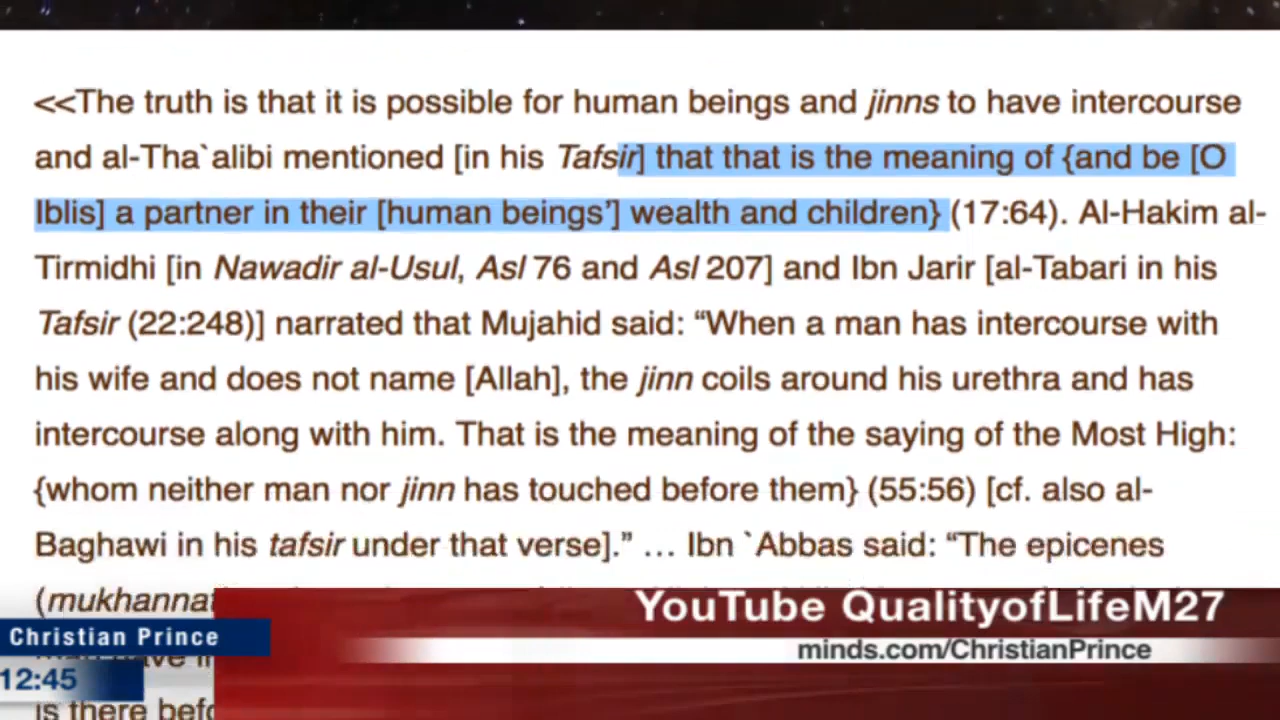 <<The truth is that it is possible for human beings and jinns to have intercourse
and al-Tha`alibi mentioned [in his Tafsir] that that is the meaning of {and be [O
Iblis] a partner in their [human beings’] wealth and children} (17:64). Al-Hakim al-
Tirmidhi [in Nawadir al-Usul, Asl 76 and Asl 207] and Ibn Jarir [al-Tabari in his
Tafsir (22:248)] narrated that Mujahid said: “When a man has intercourse with
his wife and does not name [Allah], the jinn coils around his urethra and has
intercourse along with him. That is the meaning of the saying of the Most High:
{whom neither man nor jinn has touched before them} (55:56) [cf. also al-
Baghawi in his tafsir under that verse].” … Ibn `Abbas said: “The epicenes
YouTube QualityofLifeM27
Christian Prince
minds.com/ChristianPrince
12:45
is there